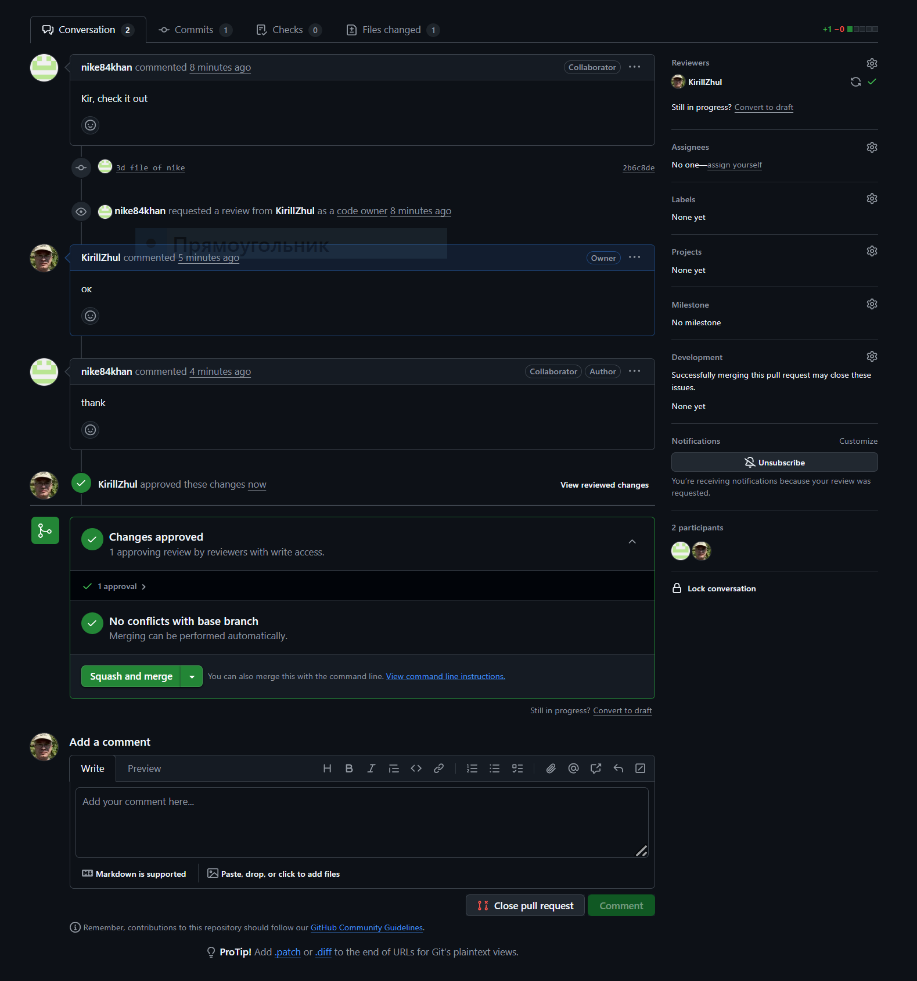 Conversation 2 Commits 1 Checks 0 Files changed 1 +1 −0
nike84khan commented 8 minutes ago Collaborator
Kir, check it out
3d file of nike 2b6c8de
nike84khan requested a review from KirillZhul as a code owner 8 minutes ago
Прямоугольник
KirillZhul commented 5 minutes ago Owner
ок
nike84khan commented 4 minutes ago Collaborator Author
thank
KirillZhul approved these changes now View reviewed changes
Changes approved
1 approving review by reviewers with write access.
1 approval
No conflicts with base branch
Merging can be performed automatically.
Squash and merge You can also merge this with the command line. View command line instructions.
Still in progress? Convert to draft
Add a comment
Write Preview
Add your comment here...
Markdown is supported Paste, drop, or click to add files
Close pull request Comment
Remember, contributions to this repository should follow our GitHub Community Guidelines.
ProTip! Add .patch or .diff to the end of URLs for Git's plaintext views.
Reviewers
KirillZhul
Still in progress? Convert to draft
Assignees
No one—assign yourself
Labels
None yet
Projects
None yet
Milestone
No milestone
Development
Successfully merging this pull request may close these
issues.
None yet
Notifications Customize
Unsubscribe
You're receiving notifications because your review was
requested.
2 participants
Lock conversation